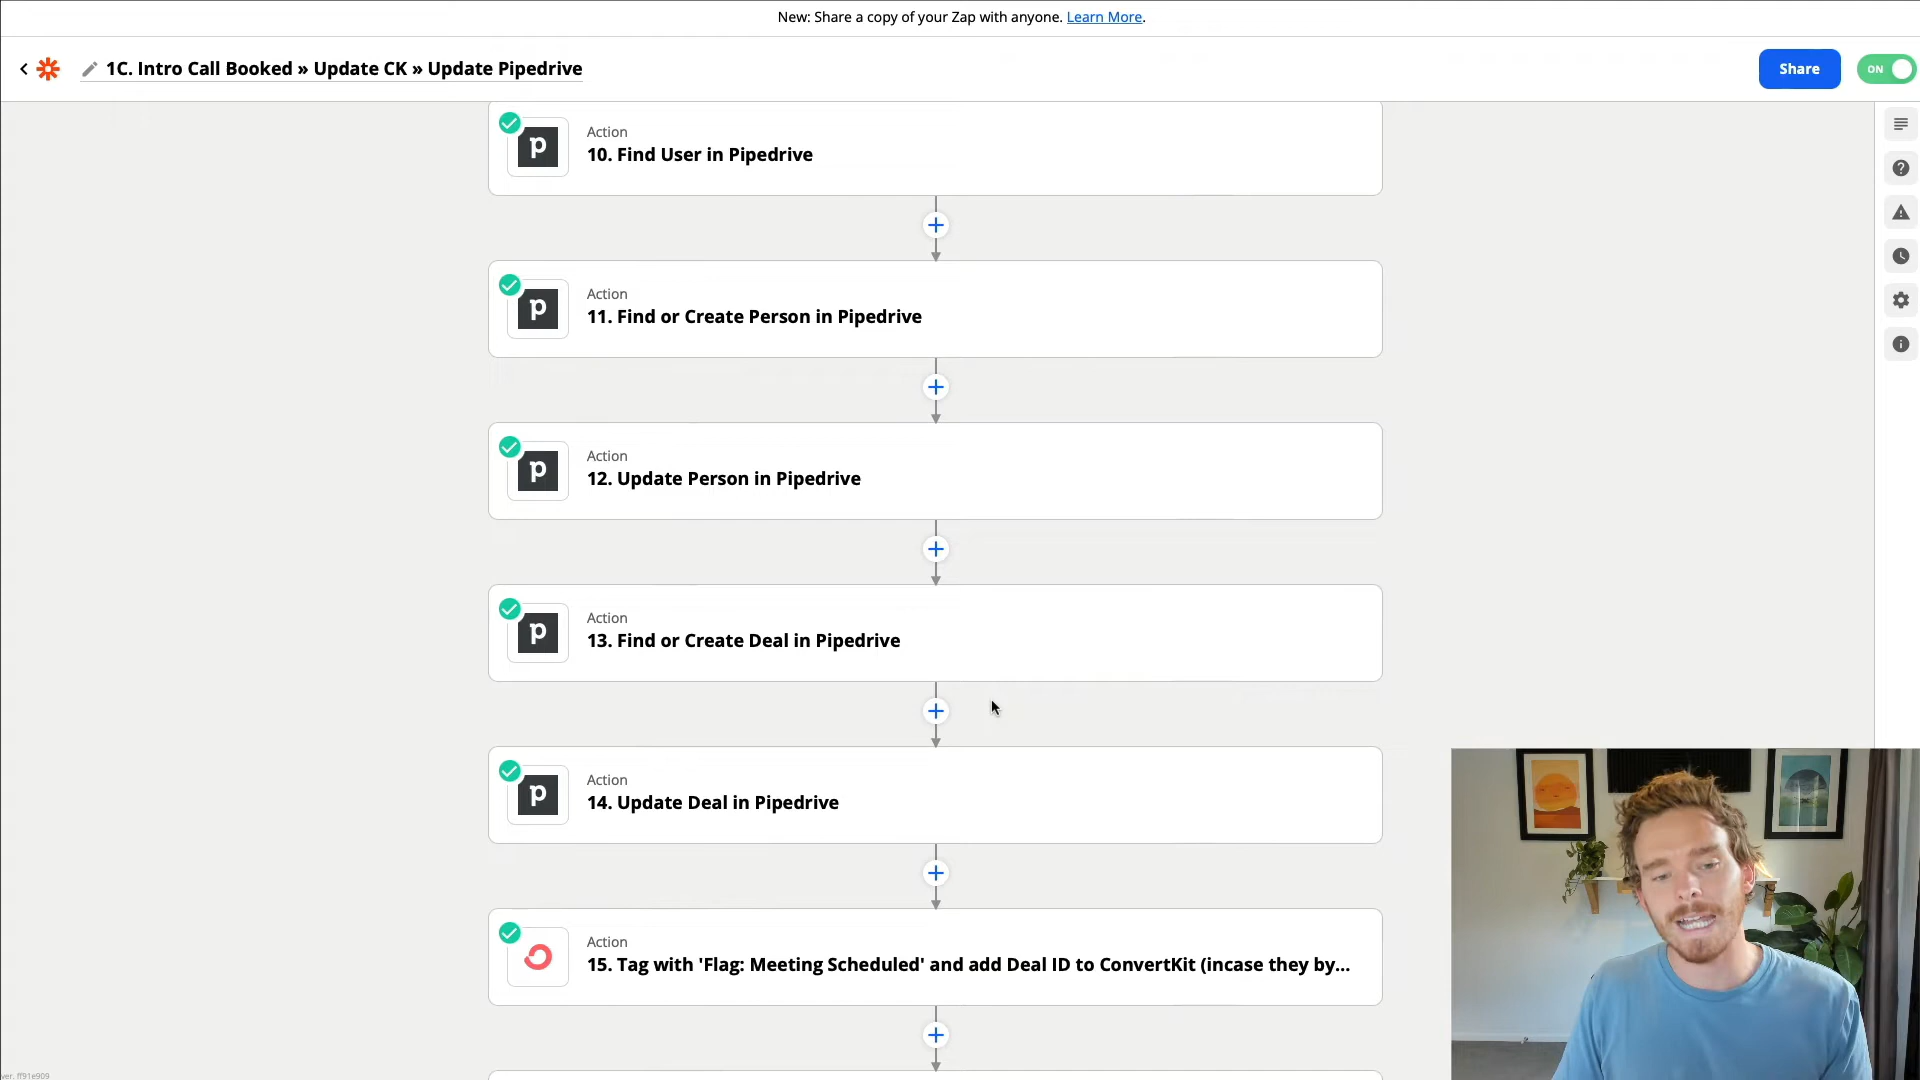 New: Share a copy of your Zap with anyone. Learn More.
1C. Intro Call Booked » Update CK » Update Pipedrive
Share
ON
Action
10. Find User in Pipedrive
Action
11. Find or Create Person in Pipedrive
Action
12. Update Person in Pipedrive
Action
13. Find or Create Deal in Pipedrive
Action
14. Update Deal in Pipedrive
Action
15. Tag with 'Flag: Meeting Scheduled' and add Deal ID to ConvertKit (incase they by...
ver. ff91e909